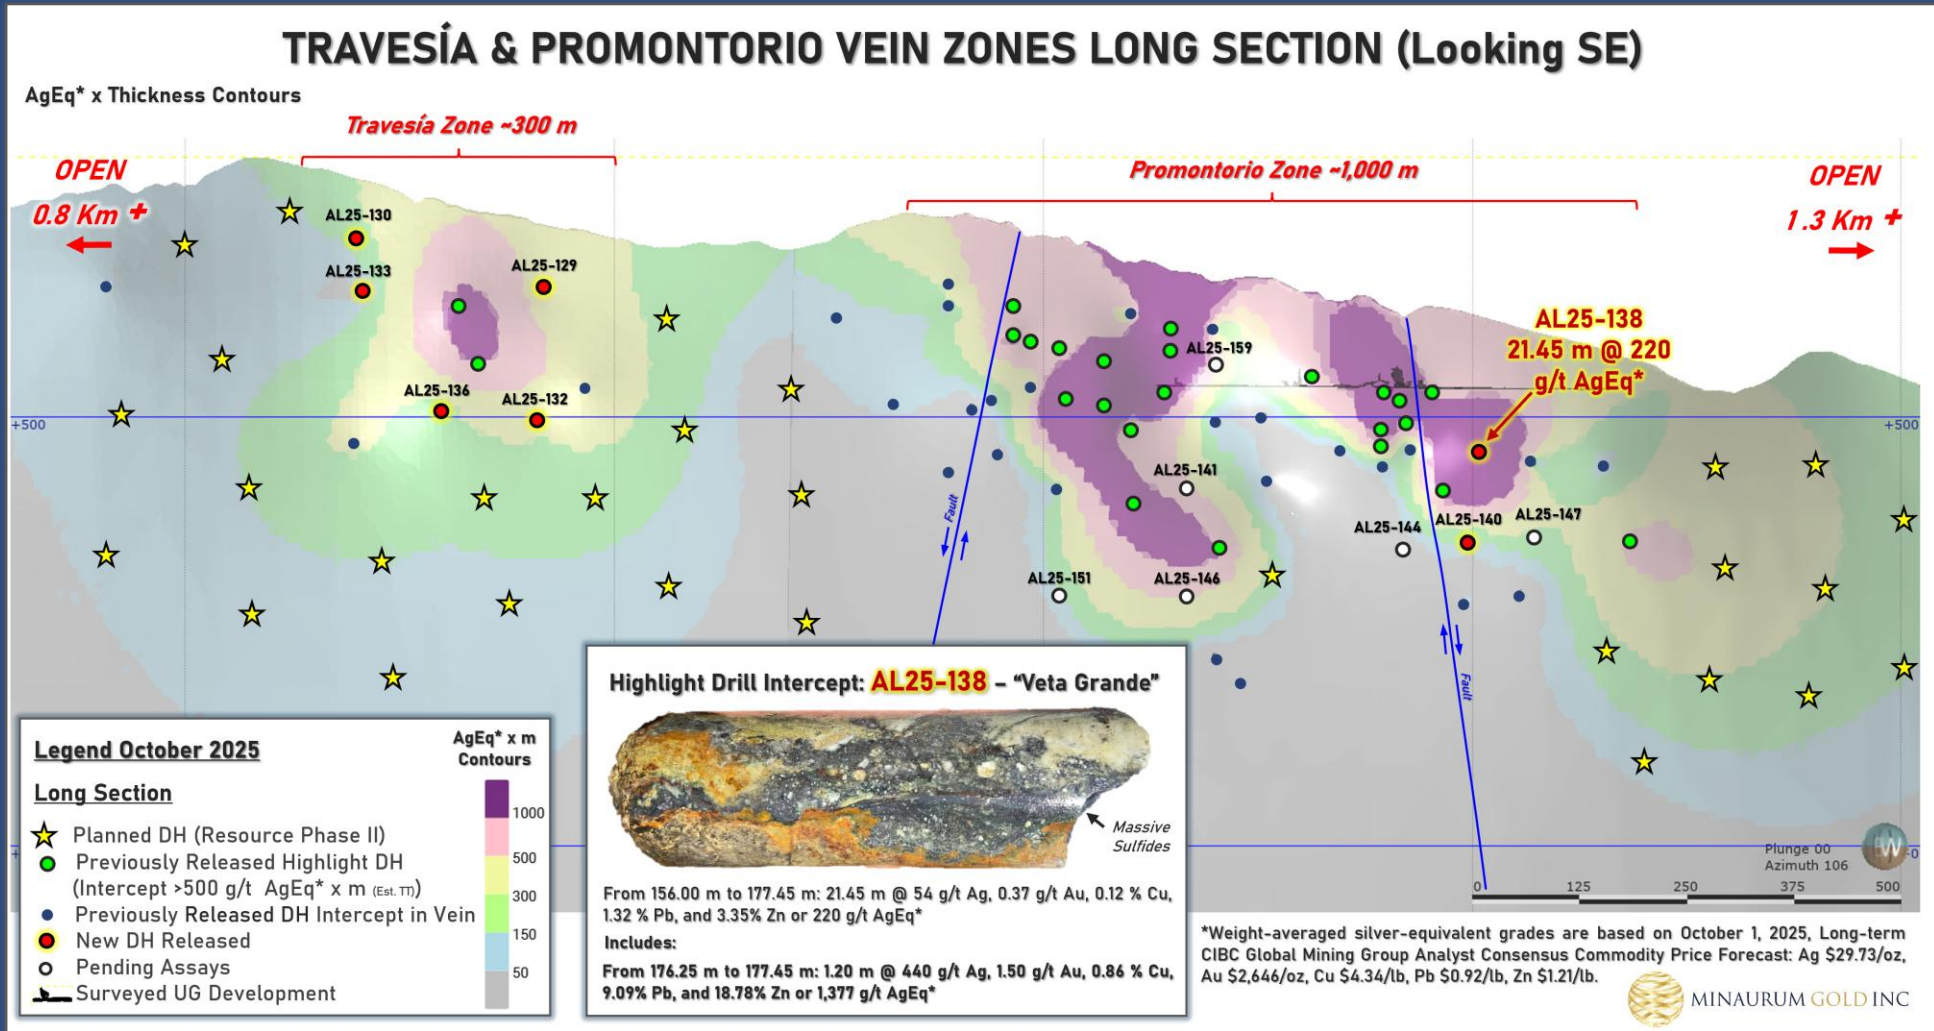 TRAVESÍA & PROMONTORIO VEIN ZONES LONG SECTION (Looking SE)
AgEq* x Thickness Contours
Travesía Zone ~300 m
Promontorio Zone ~1,000 m
OPEN
0.8 Km +
OPEN
1.3 Km +
AL25-130
AL25-133
AL25-129
AL25-136
AL25-132
AL25-159
AL25-138
21.45 m @ 220
g/t AgEq*
+500
+500
AL25-141
AL25-144
AL25-140
AL25-147
AL25-151
AL25-146
Fault
Fault
Legend October 2025
Long Section
Planned DH (Resource Phase II)
Previously Released Highlight DH
(Intercept >500 g/t AgEq* x m (Est. TT))
Previously Released DH Intercept in Vein
New DH Released
Pending Assays
Surveyed UG Development
AgEq* x m
Contours
1000
500
300
150
50
Highlight Drill Intercept: AL25-138 – “Veta Grande”
Massive
Sulfides
From 156.00 m to 177.45 m: 21.45 m @ 54 g/t Ag, 0.37 g/t Au, 0.12 % Cu,
1.32 % Pb, and 3.35% Zn or 220 g/t AgEq*
Includes:
From 176.25 m to 177.45 m: 1.20 m @ 440 g/t Ag, 1.50 g/t Au, 0.86 % Cu,
9.09% Pb, and 18.78% Zn or 1,377 g/t AgEq*
Plunge 00
Azimuth 106
0 125 250 375 500
*Weight-averaged silver-equivalent grades are based on October 1, 2025, Long-term
CIBC Global Mining Group Analyst Consensus Commodity Price Forecast: Ag $29.73/oz,
Au $2,646/oz, Cu $4.34/lb, Pb $0.92/lb, Zn $1.21/lb.
MINAURUM GOLD INC